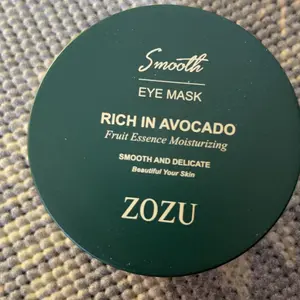 Smooth
EYE MASK
RICH IN AVOCADO
Fruit Essence Moisturizing
SMOOTH AND DELICATE
Beautiful Your Skin
ZOZU